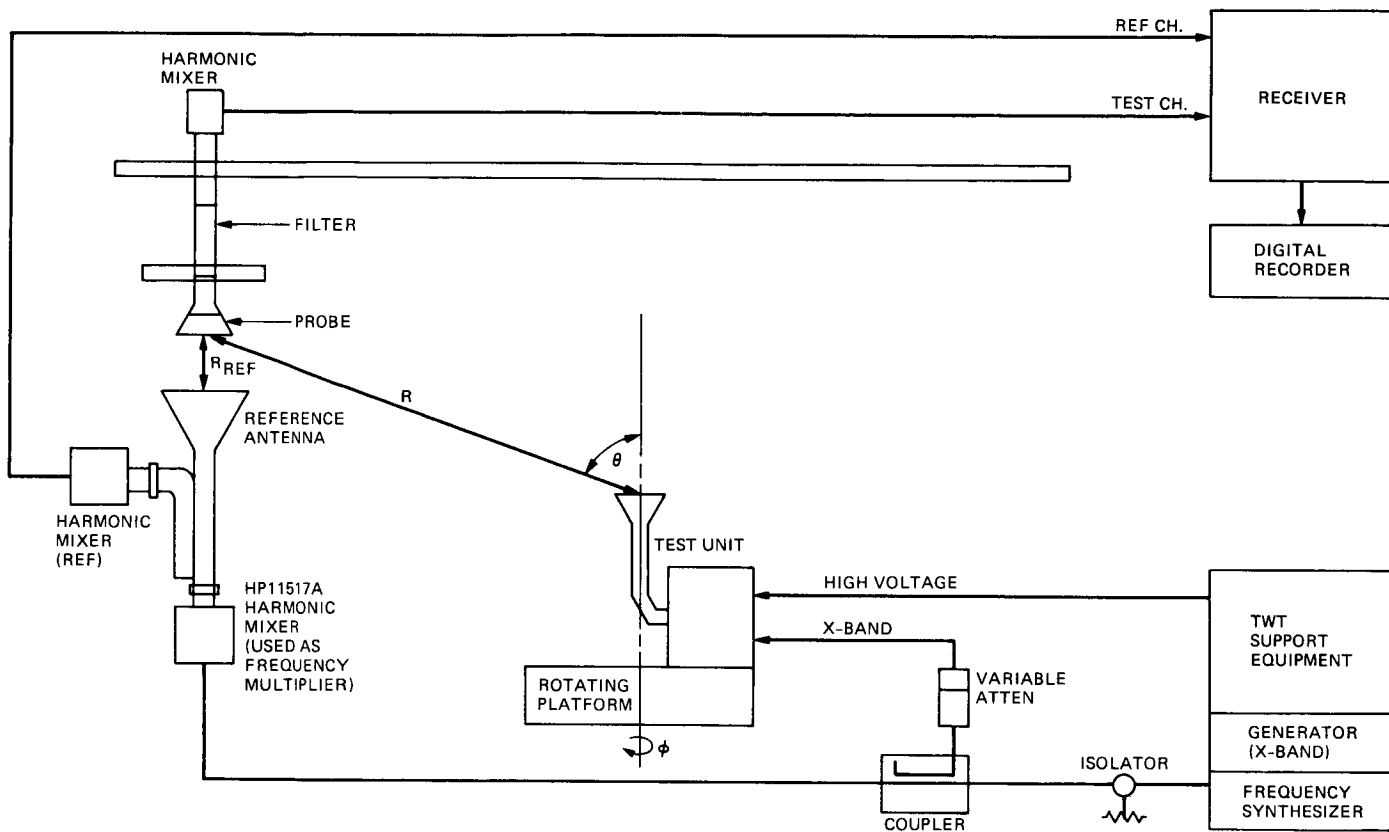 REF CH.
HARMONIC
MIXER
TEST CH.
RECEIVER
FILTER
DIGITAL
RECORDER
PROBE
R REF
R
REFERENCE
ANTENNA
θ
HARMONIC
MIXER
(REF)
TEST UNIT
HP11517A
HARMONIC
MIXER
(USED AS
FREQUENCY
MULTIPLIER)
HIGH VOLTAGE
X-BAND
TWT
SUPPORT
EQUIPMENT
ROTATING
PLATFORM
VARIABLE
ATTEN
φ
GENERATOR
(X-BAND)
ISOLATOR
FREQUENCY
SYNTHESIZER
COUPLER